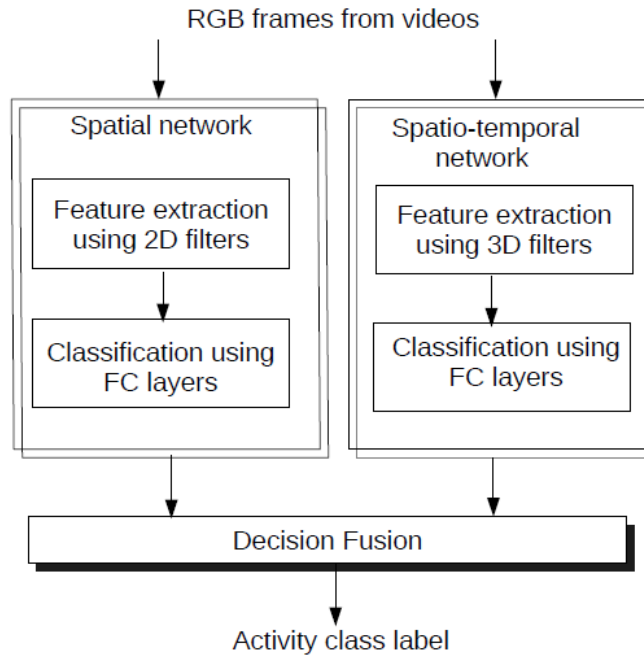 RGB frames from videos
Spatial network
Feature extraction
using 2D filters
Classification using
FC layers
Spatio-temporal
network
Feature extraction
using 3D filters
Classification using
FC layers
Decision Fusion
Activity class label